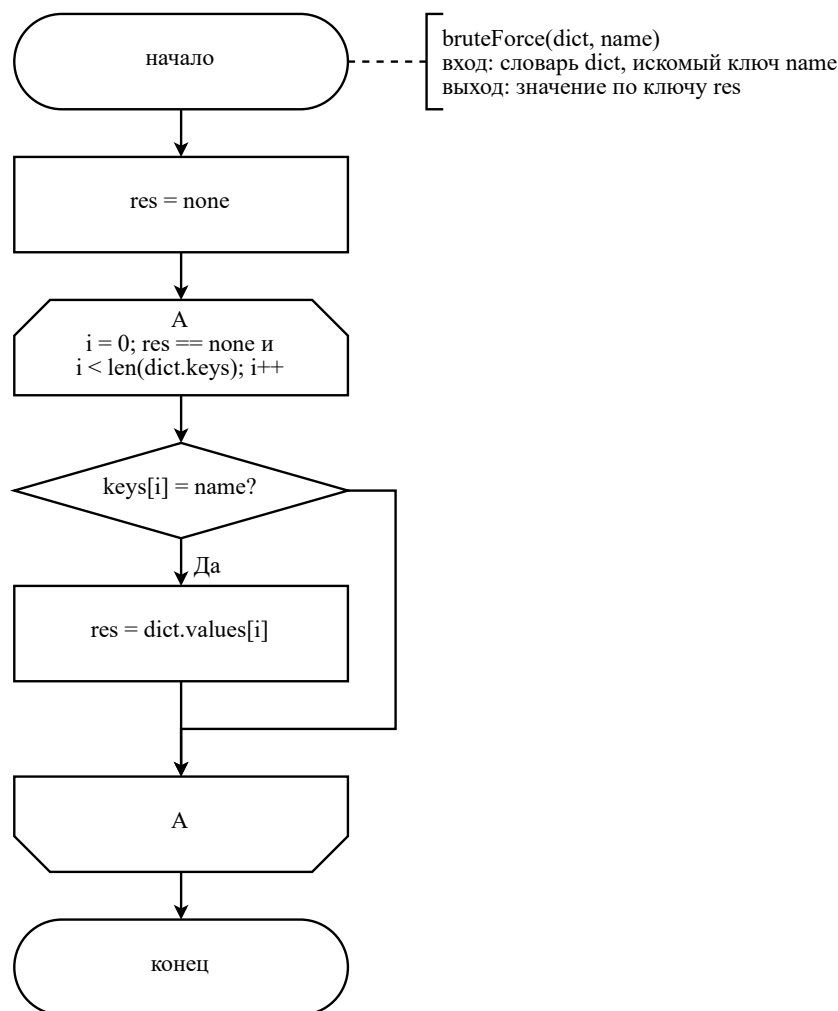 начало
bruteForce(dict, name)
вход: словарь dict, искомый ключ name
выход: значение по ключу res
res = none
A
i = 0; res == none и
i < len(dict.keys); i++
keys[i] = name?
Да
res = dict.values[i]
A
конец